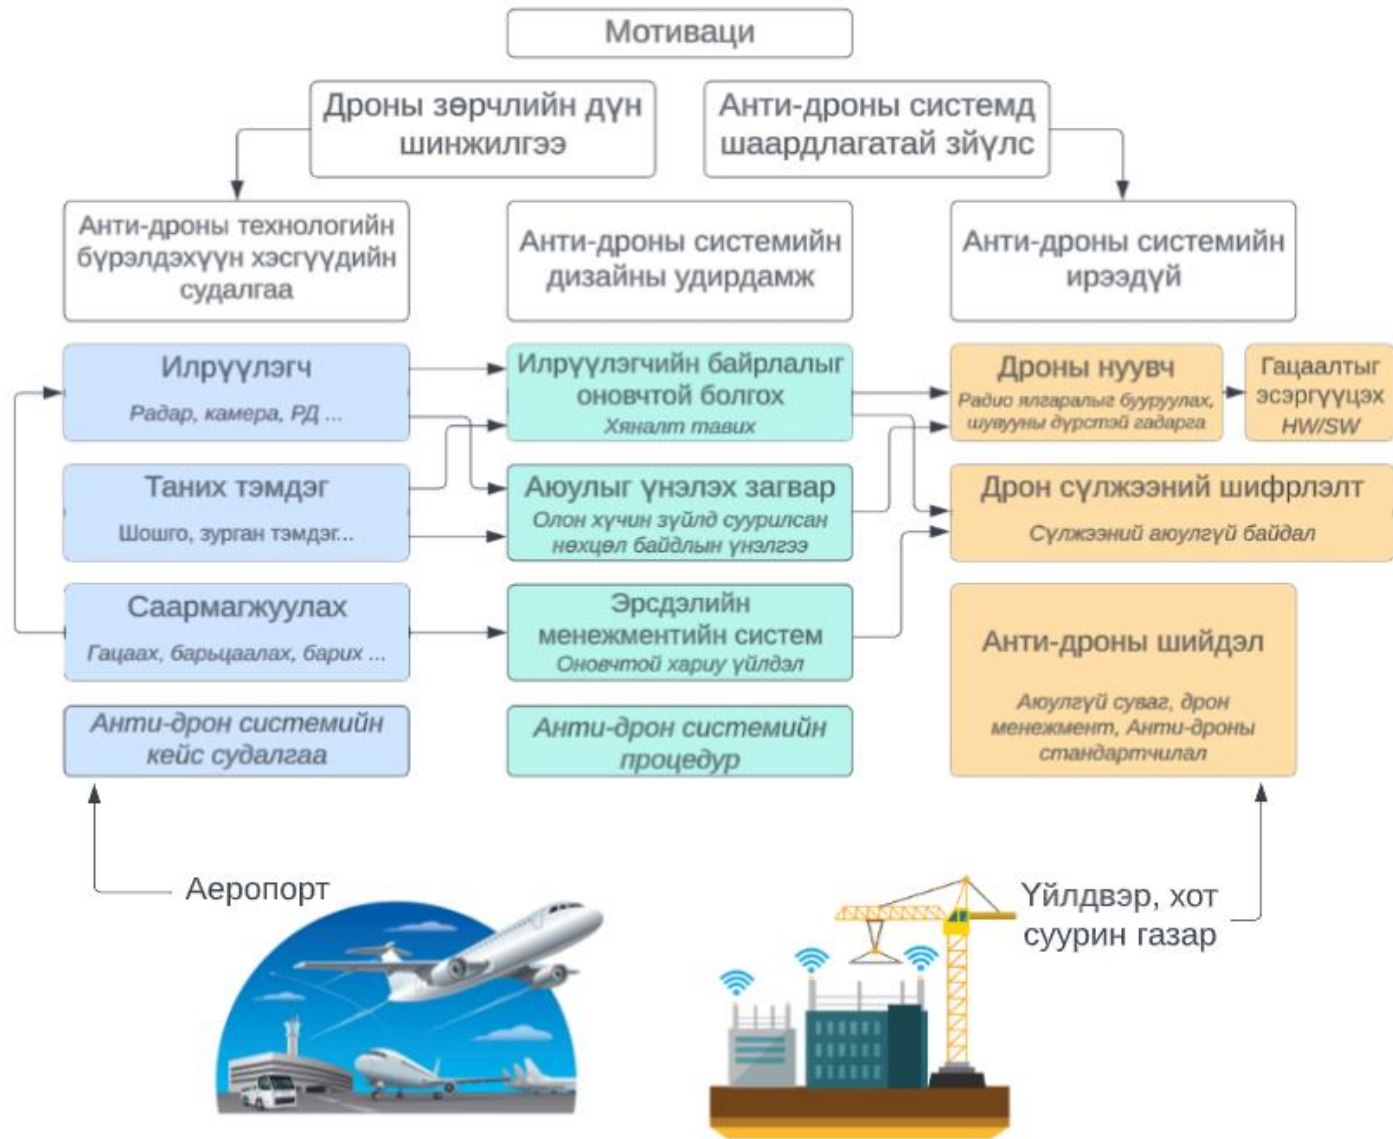 Мотиваци
Дроны зөрчлийн дүн
шинжилгээ
Анти-дроны системд
шаардлагатай зйүлс
Анти-дроны технологийн
бүрэлдэхүүн хэсгүүдийн
судалгаа
Анти-дроны системийн
дизайны удирдамж
Анти-дроны системийн
ирээдүй
Илрүүлэгч
Радар, камера, РД ...
Илрүүлэгчийн байрлалыг
оновчтой болгох
Хяналт тавих
Дроны нуувч
Радио ялгаралыг бууруулах,
шувууны дүрстэй гадарга
Гацаалтыг
эсэргүүцэх
HW/SW
Таних тэмдэг
Шошго, зурган тэмдэг...
Аюулыг үнэлэх загвар
Олон хүчин зүйлд суурилсан
нөхцөл байдлын үнэлгээ
Дрон сүлжээний шифрлэлт
Сүлжээний аюулгүй байдал
Саармагжуулах
Гацаах, барьцаалах, барих ...
Эрсдэлийн
менежментийн систем
Оновчтой хариу үйлдэл
Анти-дроны шийдэл
Аюулгүй суваг, дрон
менежмент, Анти-дроны
стандартчилал
Анти-дрон системийн
кейс судалгаа
Анти-дрон системийн
процедур
Аеропорт
Үйлдвэр, хот
суурин газар